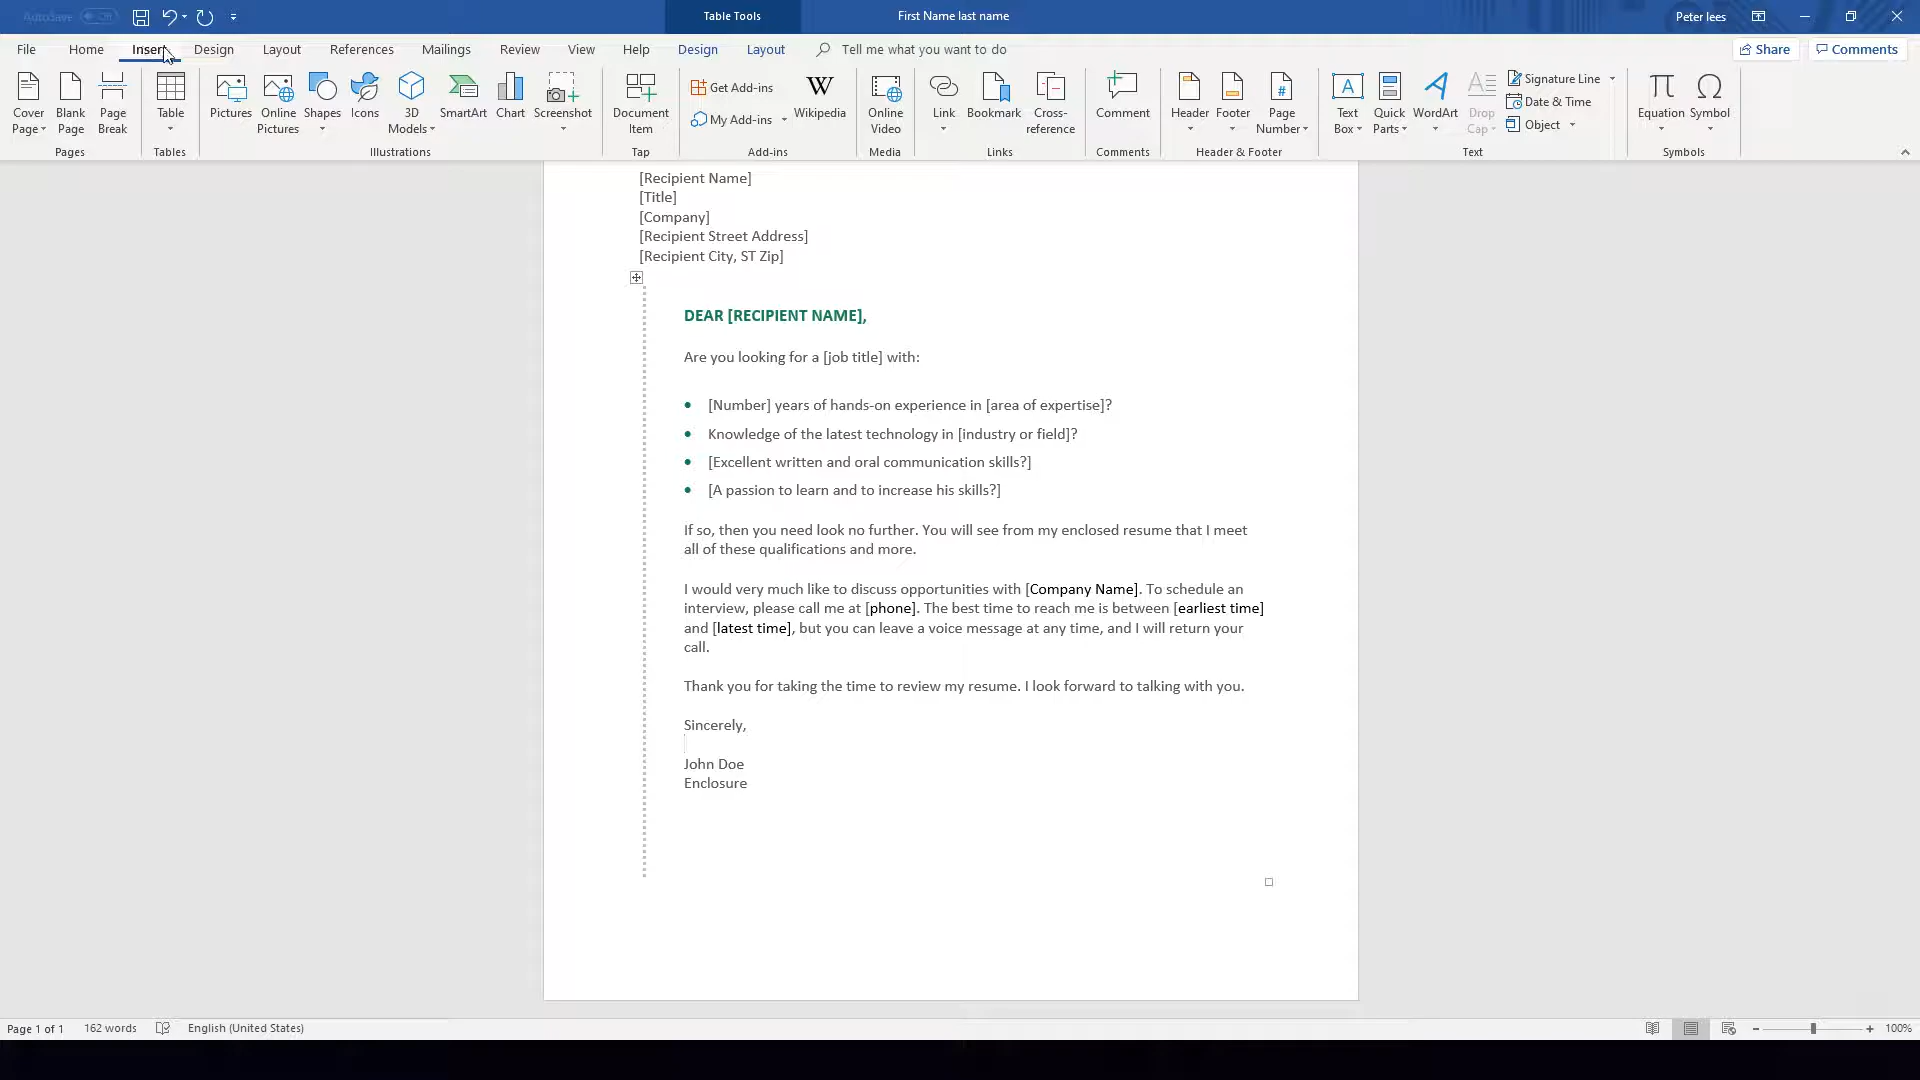 AutoSave Off
Table Tools
First Name last name
Peter lees
File Home Insert Design Layout References Mailings Review View Help Design Layout Tell me what you want to do
Share
Comments
Cover Page
Blank Page
Page Break
Table
Pictures
Online Pictures
Shapes
Icons
3D Models
SmartArt
Chart
Screenshot
Document Item
Get Add-ins
My Add-ins
Wikipedia
Online Video
Link
Bookmark
Cross-reference
Comment
Header
Footer
Page Number
Text Box
Quick Parts
WordArt
Drop Cap
Signature Line
Date & Time
Object
Equation
Symbol
Pages Tables Illustrations Tap Add-ins Media Links Comments Header & Footer Text Symbols
[Recipient Name]
[Title]
[Company]
[Recipient Street Address]
[Recipient City, ST Zip]
DEAR [RECIPIENT NAME],
Are you looking for a [job title] with:
• [Number] years of hands-on experience in [area of expertise]?
• Knowledge of the latest technology in [industry or field]?
• [Excellent written and oral communication skills?]
• [A passion to learn and to increase his skills?]
If so, then you need look no further. You will see from my enclosed resume that I meet
all of these qualifications and more.
I would very much like to discuss opportunities with [Company Name]. To schedule an
interview, please call me at [phone]. The best time to reach me is between [earliest time]
and [latest time], but you can leave a voice message at any time, and I will return your
call.
Thank you for taking the time to review my resume. I look forward to talking with you.
Sincerely,
John Doe
Enclosure
Page 1 of 1 162 words English (United States) 100%